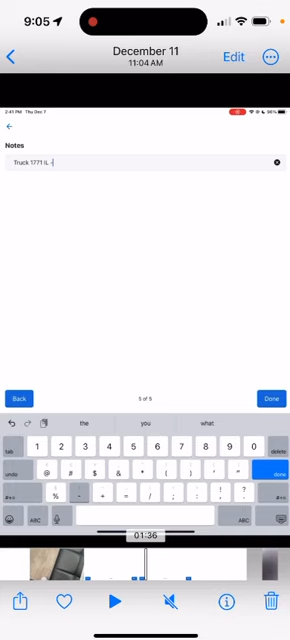 9:05
December 11
11:04 AM
Edit
2:41 PM Thu Dec 7
96%
Notes
Truck 1771 iL -
Back
5 of 5
Done
the you what
tab 1 2 3 4 5 6 7 8 9 0 delete
undo @ # $ & * ( ) ' " done
#+= % - + = / ; : ! ? #+=
ABC ABC
01:36